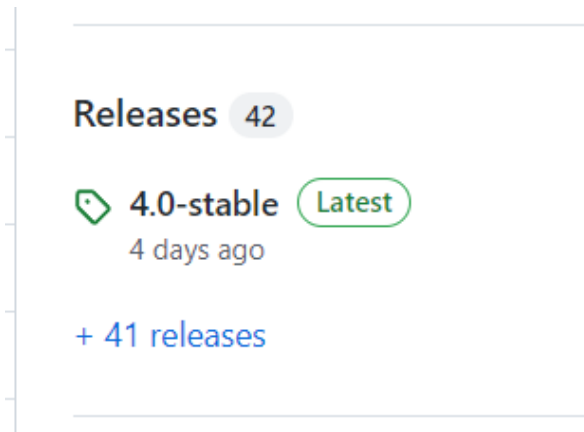 Releases 42
4.0-stable Latest
4 days ago
+ 41 releases